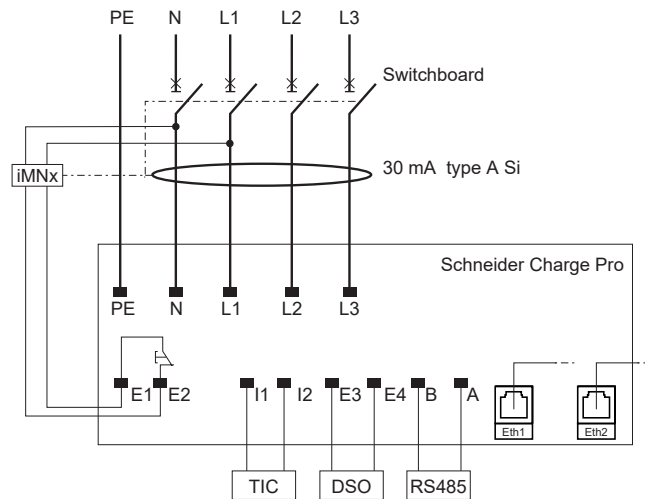 PE N L1 L2 L3
Switchboard
iMNx
30 mA type A Si
Schneider Charge Pro
PE N L1 L2 L3
E1 E2 I1 I2 E3 E4 B A
Eth1 Eth2
TIC DSO RS485